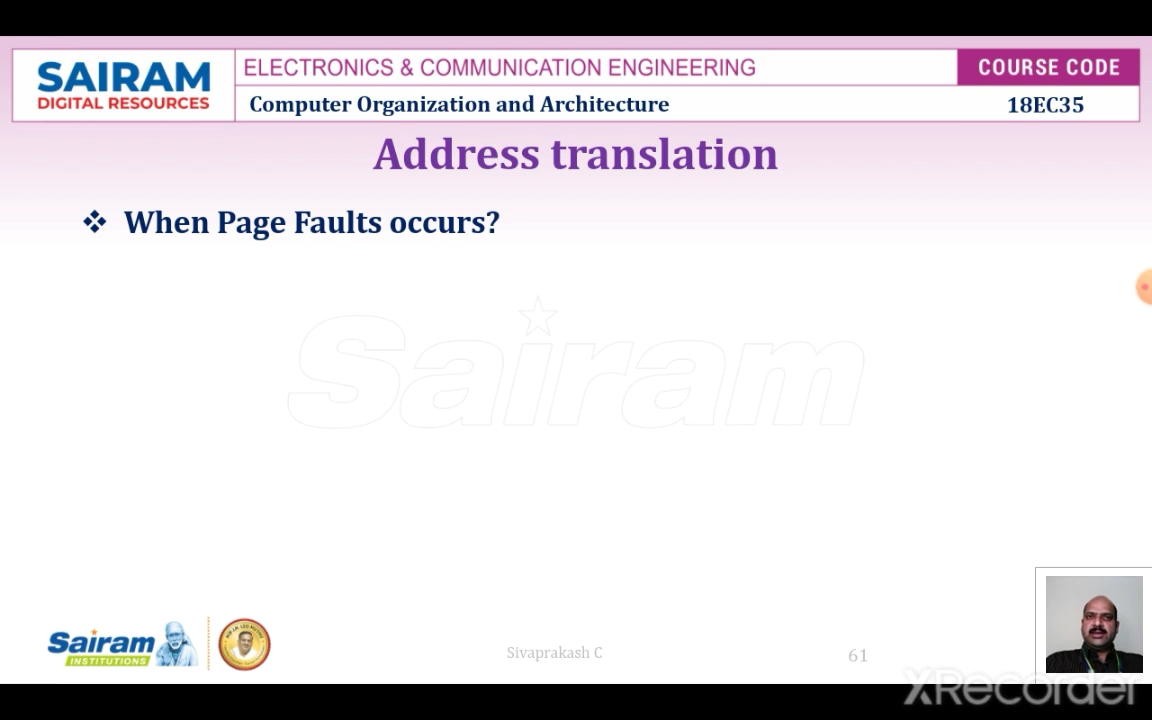 SAIRAM
DIGITAL RESOURCES
ELECTRONICS & COMMUNICATION ENGINEERING
COURSE CODE
Computer Organization and Architecture
18EC35
Address translation
❖ When Page Faults occurs?
Sairam
Sairam
INSTITUTIONS
Sivaprakash C
61
XRecorder